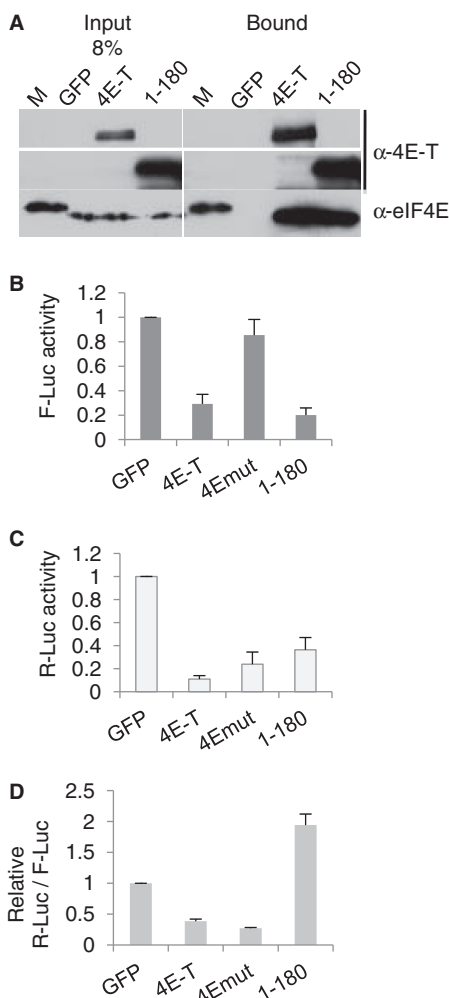 A
Input
8%
Bound
M GFP 4E-T 1-180 M GFP 4E-T 1-180
α-4E-T
α-eIF4E
B
F-Luc activity
1.2
1
0.8
0.6
0.4
0.2
0
GFP 4E-T 4Emut 1-180
C
R-Luc activity
1.2
1
0.8
0.6
0.4
0.2
0
GFP 4E-T 4Emut 1-180
D
Relative
R-Luc / F-Luc
2.5
2
1.5
1
0.5
0
GFP 4E-T 4Emut 1-180